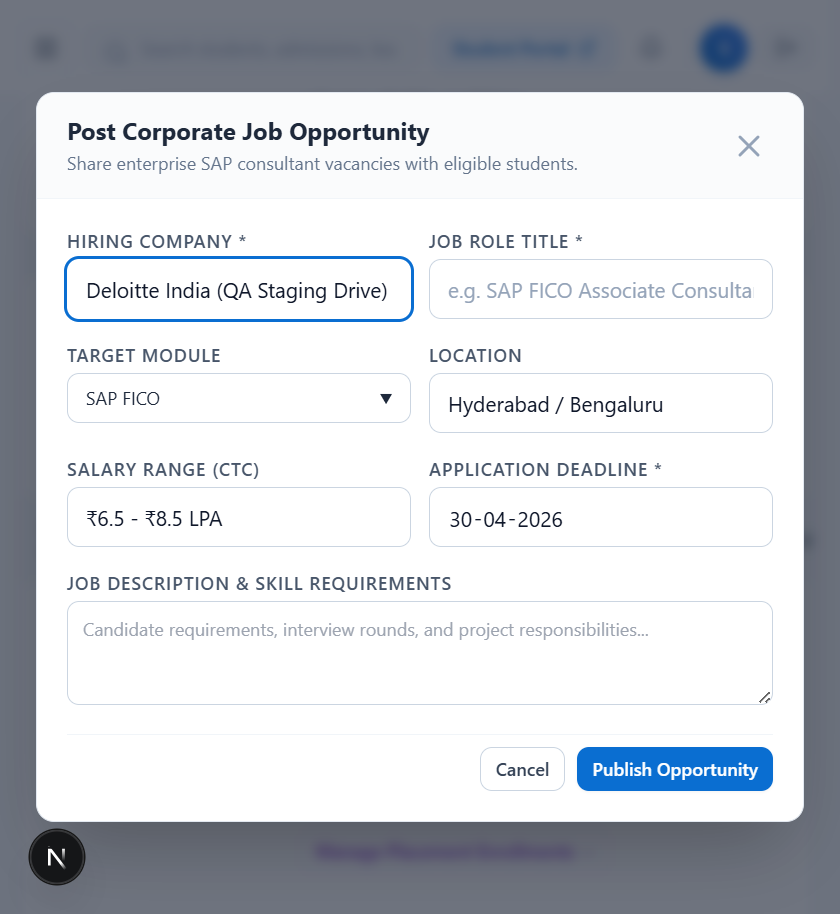 Post Corporate Job Opportunity
Share enterprise SAP consultant vacancies with eligible students.
HIRING COMPANY *
JOB ROLE TITLE *
Deloitte India (QA Staging Drive)
e.g. SAP FICO Associate Consulta
TARGET MODULE
LOCATION
SAP FICO
Hyderabad / Bengaluru
SALARY RANGE (CTC)
APPLICATION DEADLINE *
₹6.5 - ₹8.5 LPA
30-04-2026
JOB DESCRIPTION & SKILL REQUIREMENTS
Candidate requirements, interview rounds, and project responsibilities...
Cancel
Publish Opportunity
N